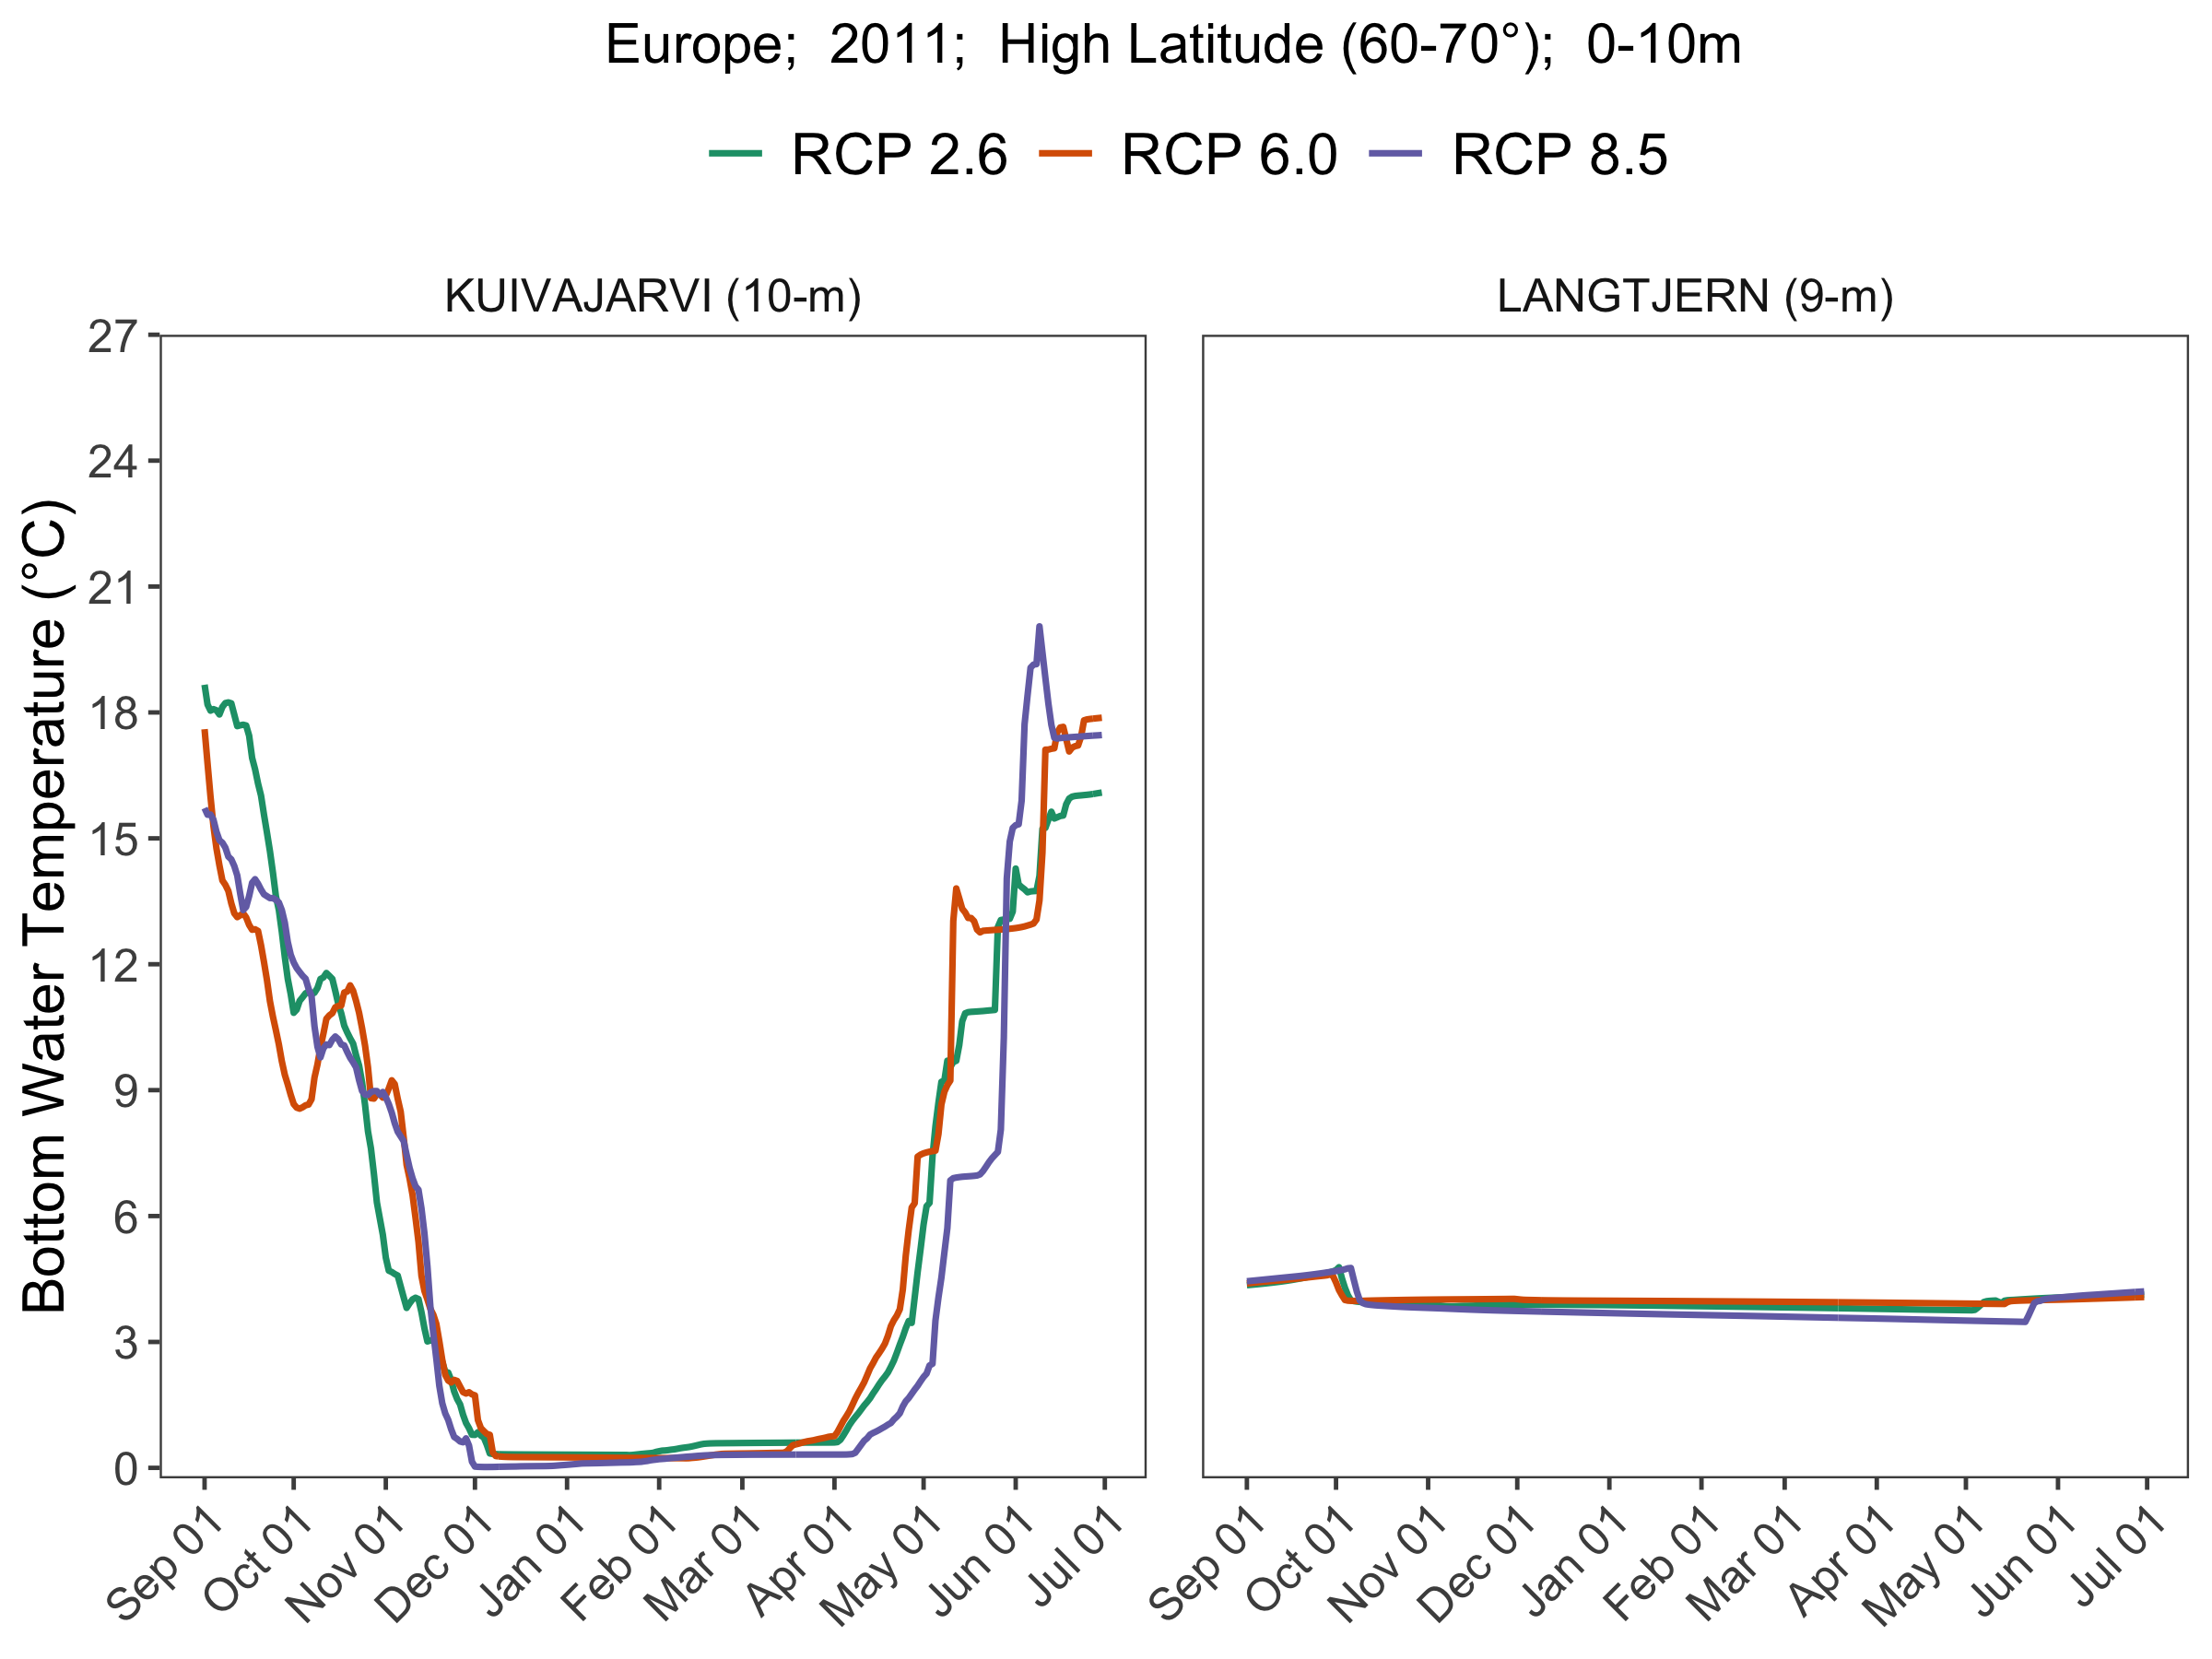 Europe;  2011;  High Latitude (60-70°);  0-10m
RCP 2.6 RCP 6.0 RCP 8.5
KUIVAJARVI (10-m)
LANGTJERN (9-m)
Bottom Water Temperature (°C)
27
24
21
18
15
12
9
6
3
0
Sep 01 Oct 01 Nov 01 Dec 01 Jan 01 Feb 01 Mar 01 Apr 01 May 01 Jun 01 Jul 01
Sep 01 Oct 01 Nov 01 Dec 01 Jan 01 Feb 01 Mar 01 Apr 01 May 01 Jun 01 Jul 01